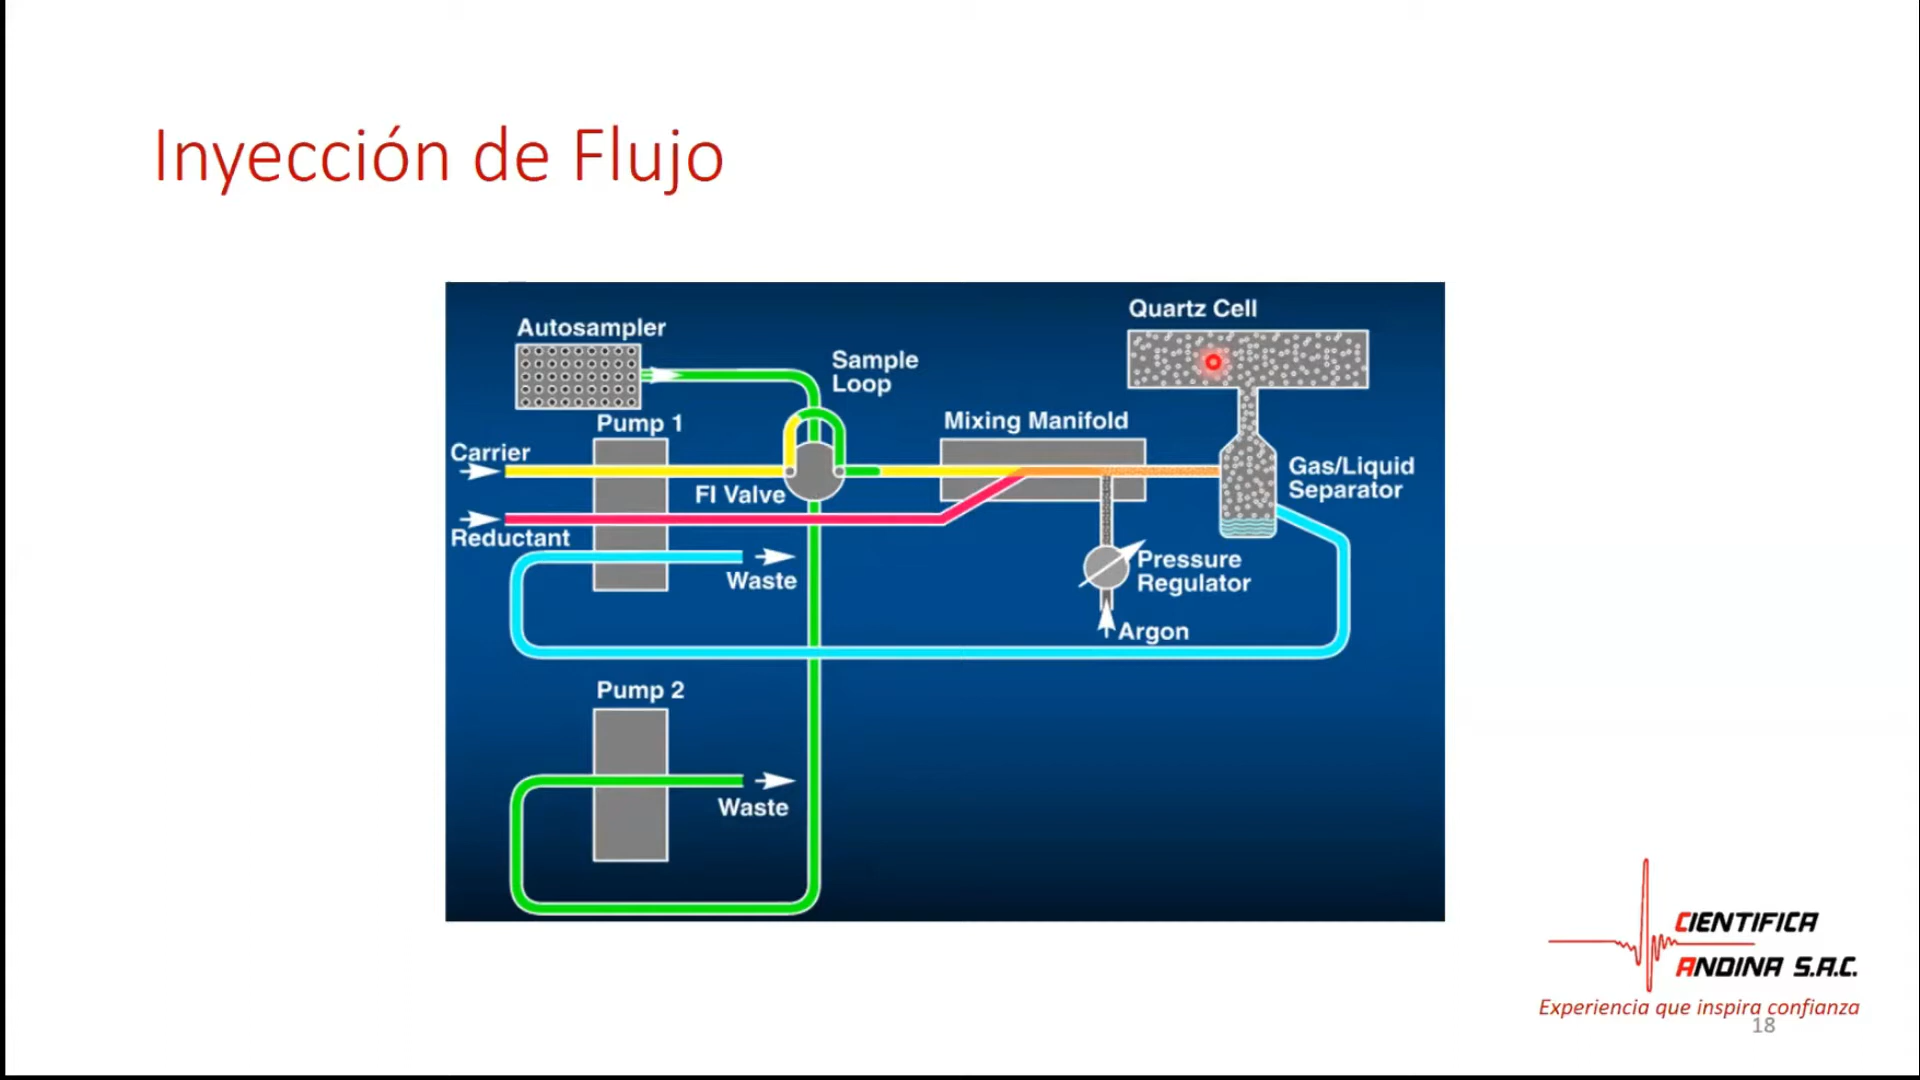 Inyección de Flujo
Autosampler
Quartz Cell
Sample
Loop
Pump 1
Mixing Manifold
Carrier
FI Valve
Gas/Liquid
Separator
Reductant
Waste
Pressure
Regulator
Argon
Pump 2
Waste
CIENTIFICA
ANDINA S.A.C.
Experiencia que inspira confianza
18